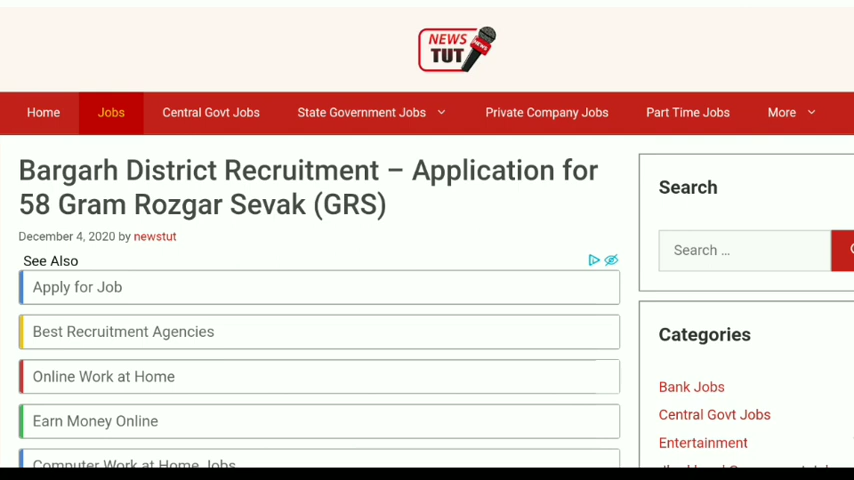 NEWS
TUT
NEWS
Home
Jobs
Central Govt Jobs
State Government Jobs
Private Company Jobs
Part Time Jobs
More
Bargarh District Recruitment – Application for
58 Gram Rozgar Sevak (GRS)
December 4, 2020 by newstut
See Also
Apply for Job
Best Recruitment Agencies
Online Work at Home
Earn Money Online
Computer Work at Home Jobs
Search
Search …
Categories
Bank Jobs
Central Govt Jobs
Entertainment